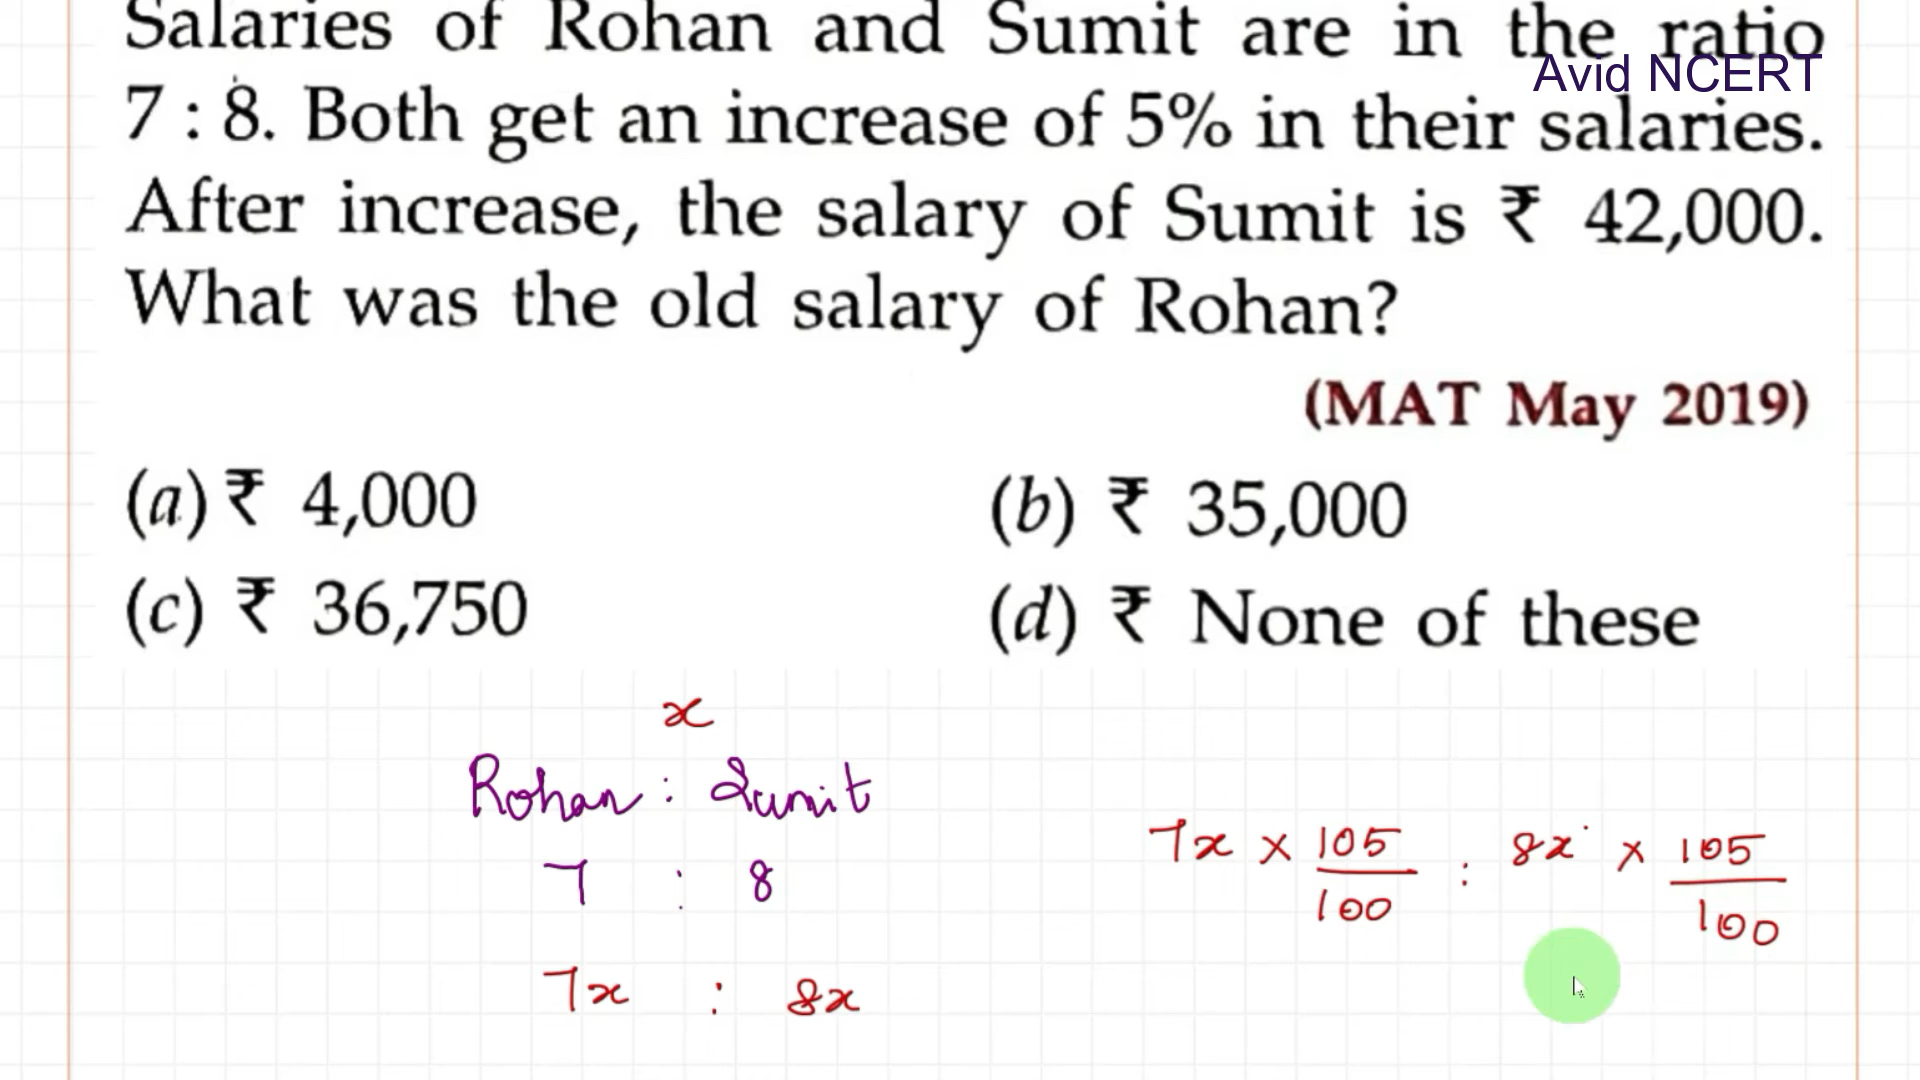 Salaries of Rohan and Sumit are in the ratio
Avid NCERT
7 : 8. Both get an increase of 5% in their salaries.
After increase, the salary of Sumit is ₹ 42,000.
What was the old salary of Rohan?
(MAT May 2019)
(a) ₹ 4,000
(b) ₹ 35,000
(c) ₹ 36,750
(d) ₹ None of these
x
Rohan : Sumit
7 : 8
7x : 8x
7x × 105/100 : 8x × 105/100